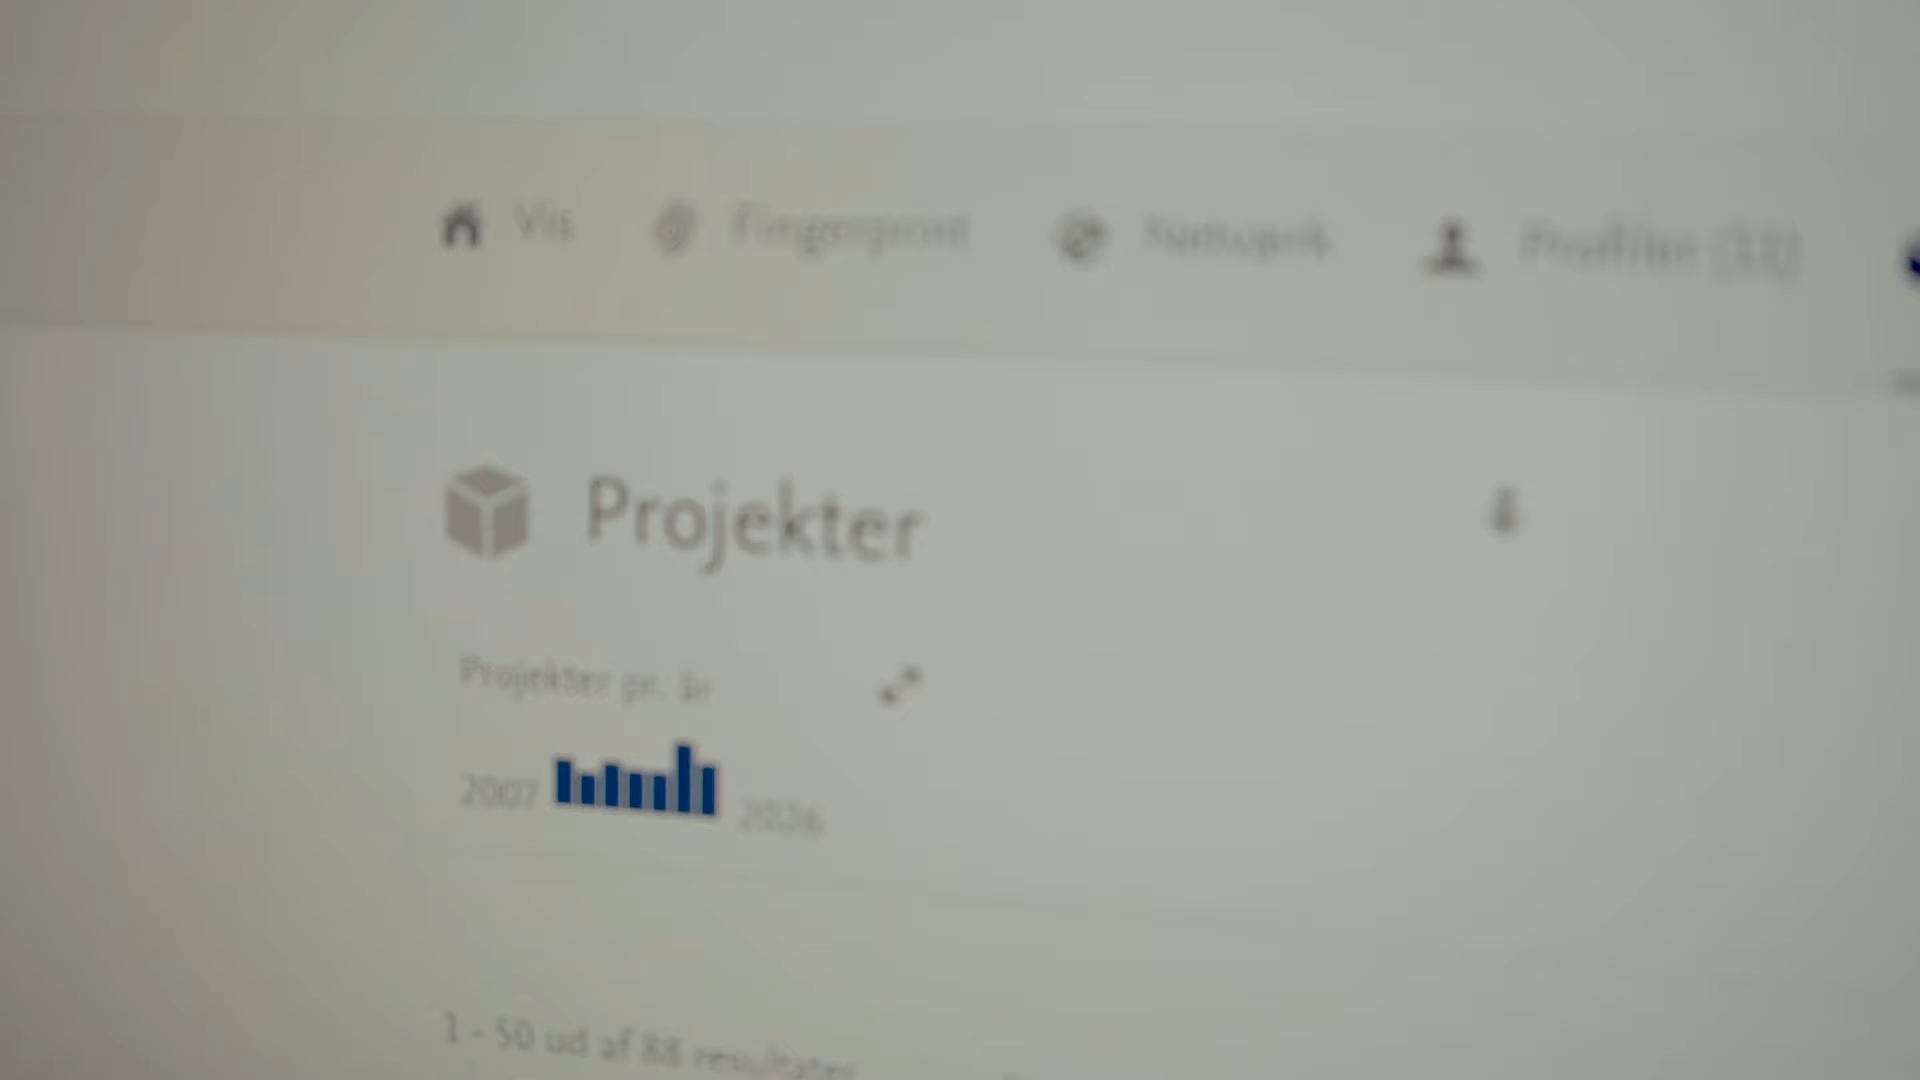 Vis Fingerprint Netværk Profiler (11)
Projekter
Projekter pr. år
2007 2026
1 - 50 ud af 88 resultater